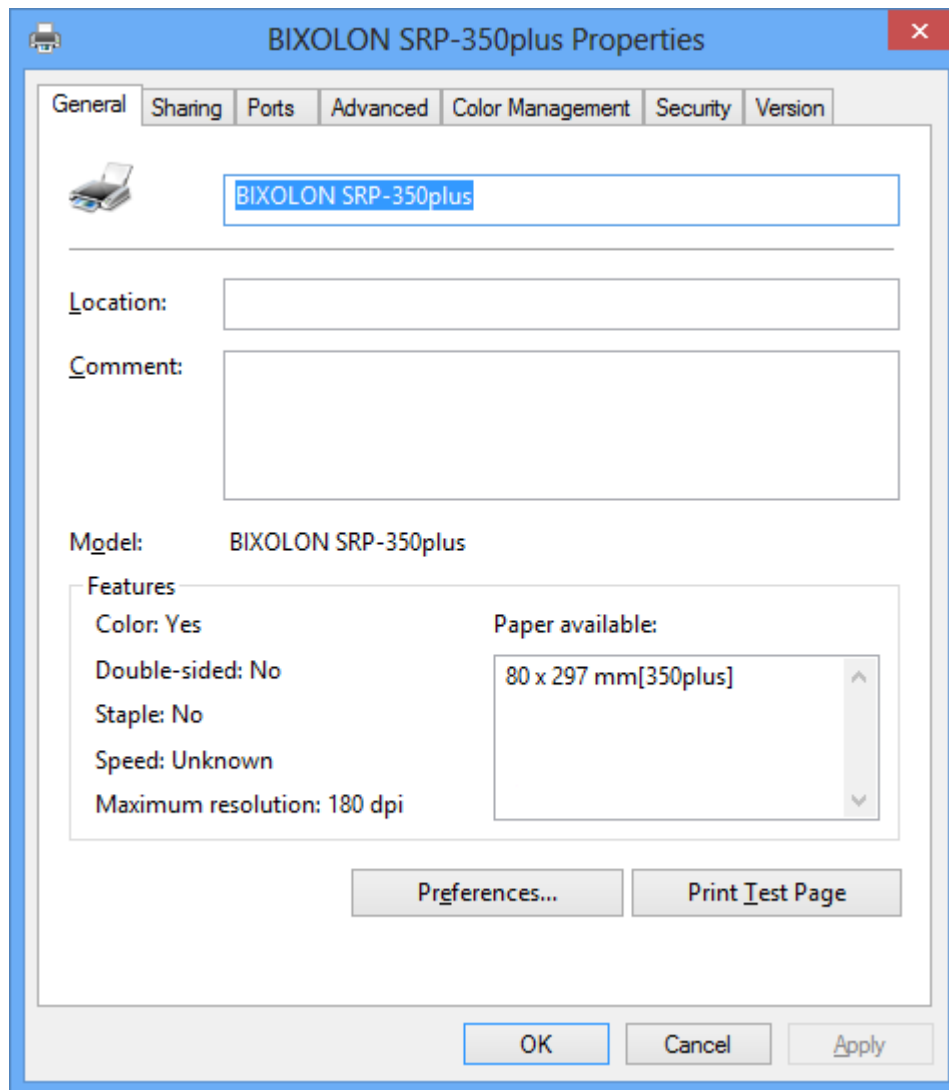 BIXOLON SRP-350plus Properties
General Sharing Ports Advanced Color Management Security Version
BIXOLON SRP-350plus
Location:
Comment:
Model: BIXOLON SRP-350plus
Features
Color: Yes Paper available:
Double-sided: No 80 x 297 mm[350plus]
Staple: No
Speed: Unknown
Maximum resolution: 180 dpi
Preferences... Print Test Page
OK Cancel Apply